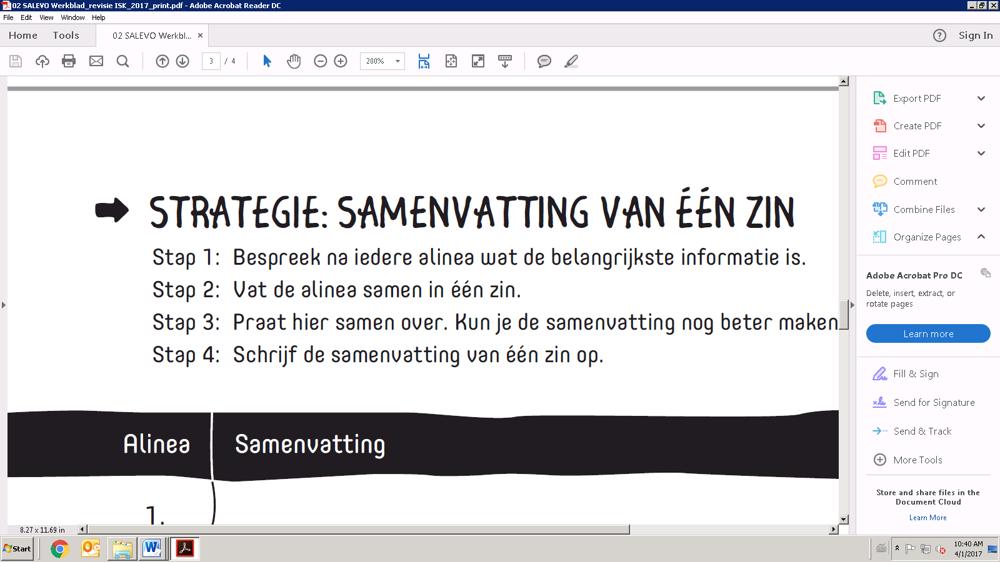 02 SALEVO Werkblad_revisie ISK_2017_print.pdf - Adobe Acrobat Reader DC
File Edit View Window Help
Home Tools 02 SALEVO Werkbl... × ? Sign In
3 / 4 200%
STRATEGIE: SAMENVATTING VAN ÉÉN ZIN
Stap 1: Bespreek na iedere alinea wat de belangrijkste informatie is.
Stap 2: Vat de alinea samen in één zin.
Stap 3: Praat hier samen over. Kun je de samenvatting nog beter maken
Stap 4: Schrijf de samenvatting van één zin op.
Alinea Samenvatting
1.
8.27 x 11.69 in
Export PDF
Create PDF
Edit PDF
Comment
Combine Files
Organize Pages
Adobe Acrobat Pro DC
Delete, insert, extract, or
rotate pages
Learn more
Fill & Sign
Send for Signature
Send & Track
More Tools
Store and share files in the
Document Cloud
Learn More
Start
10:40 AM
4/1/2017